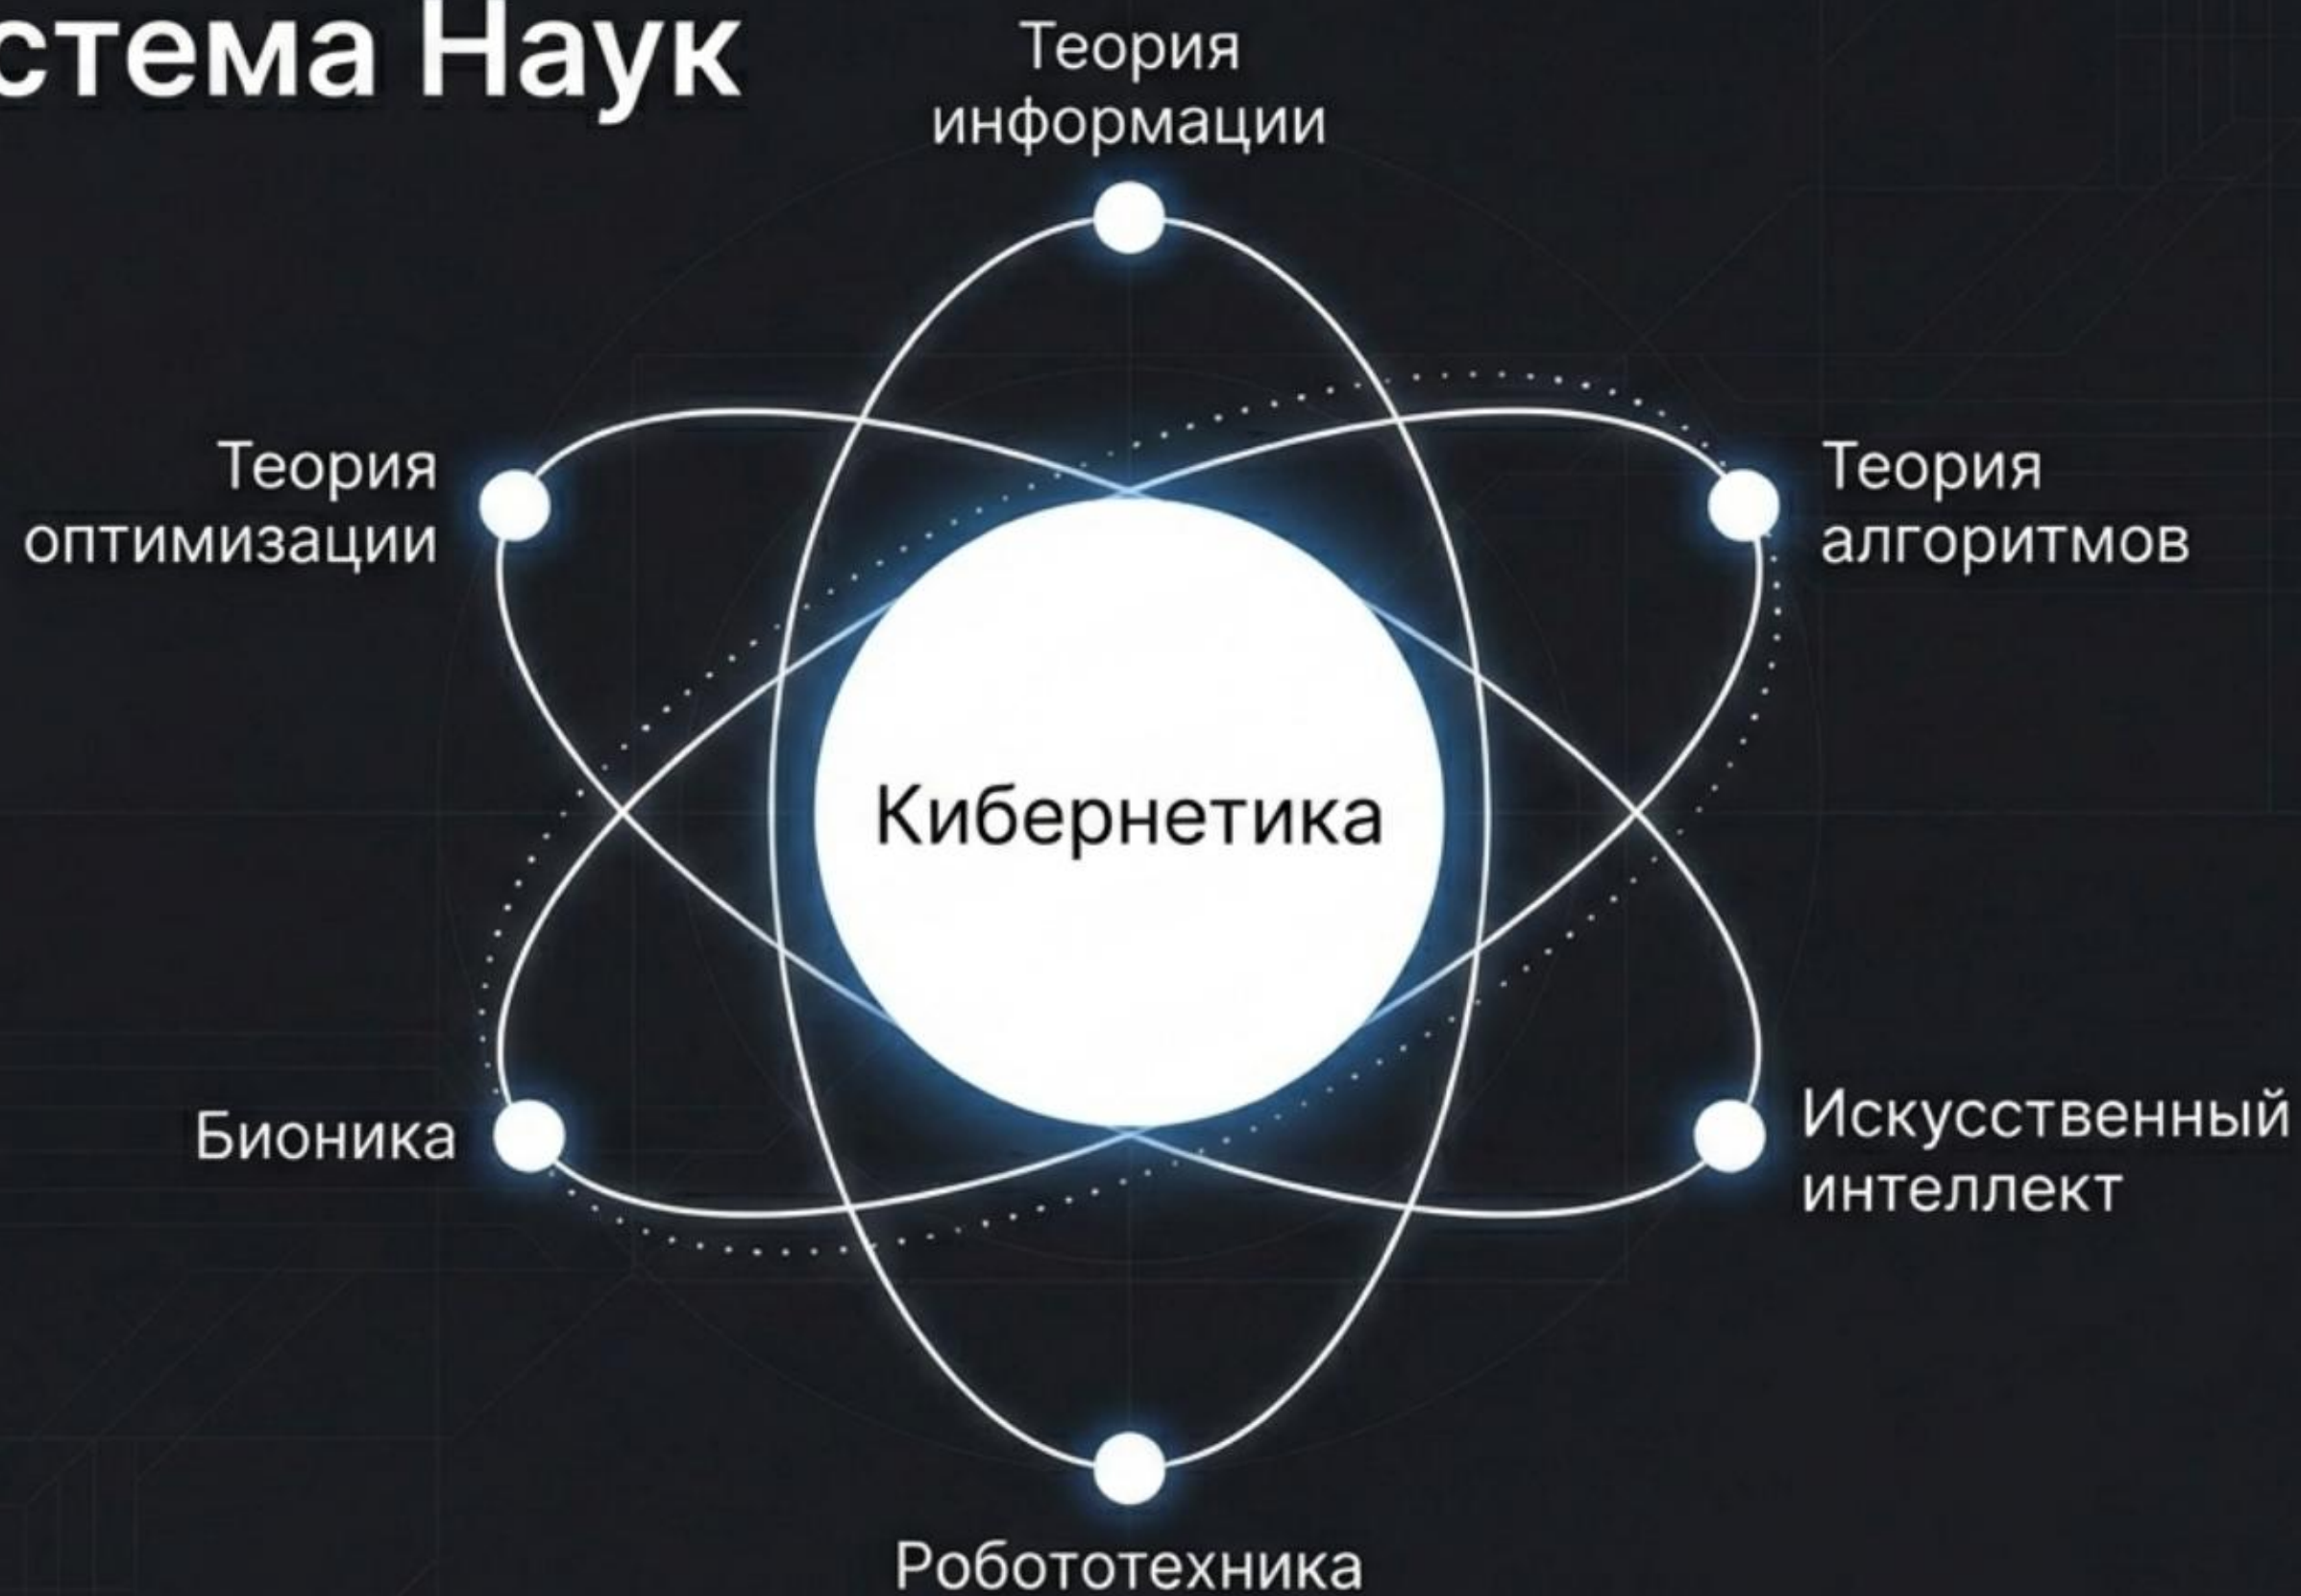 стема Наук
Теория
информации
Теория
оптимизации
Теория
алгоритмов
Кибернетика
Бионика
Искусственный
интеллект
Робототехника